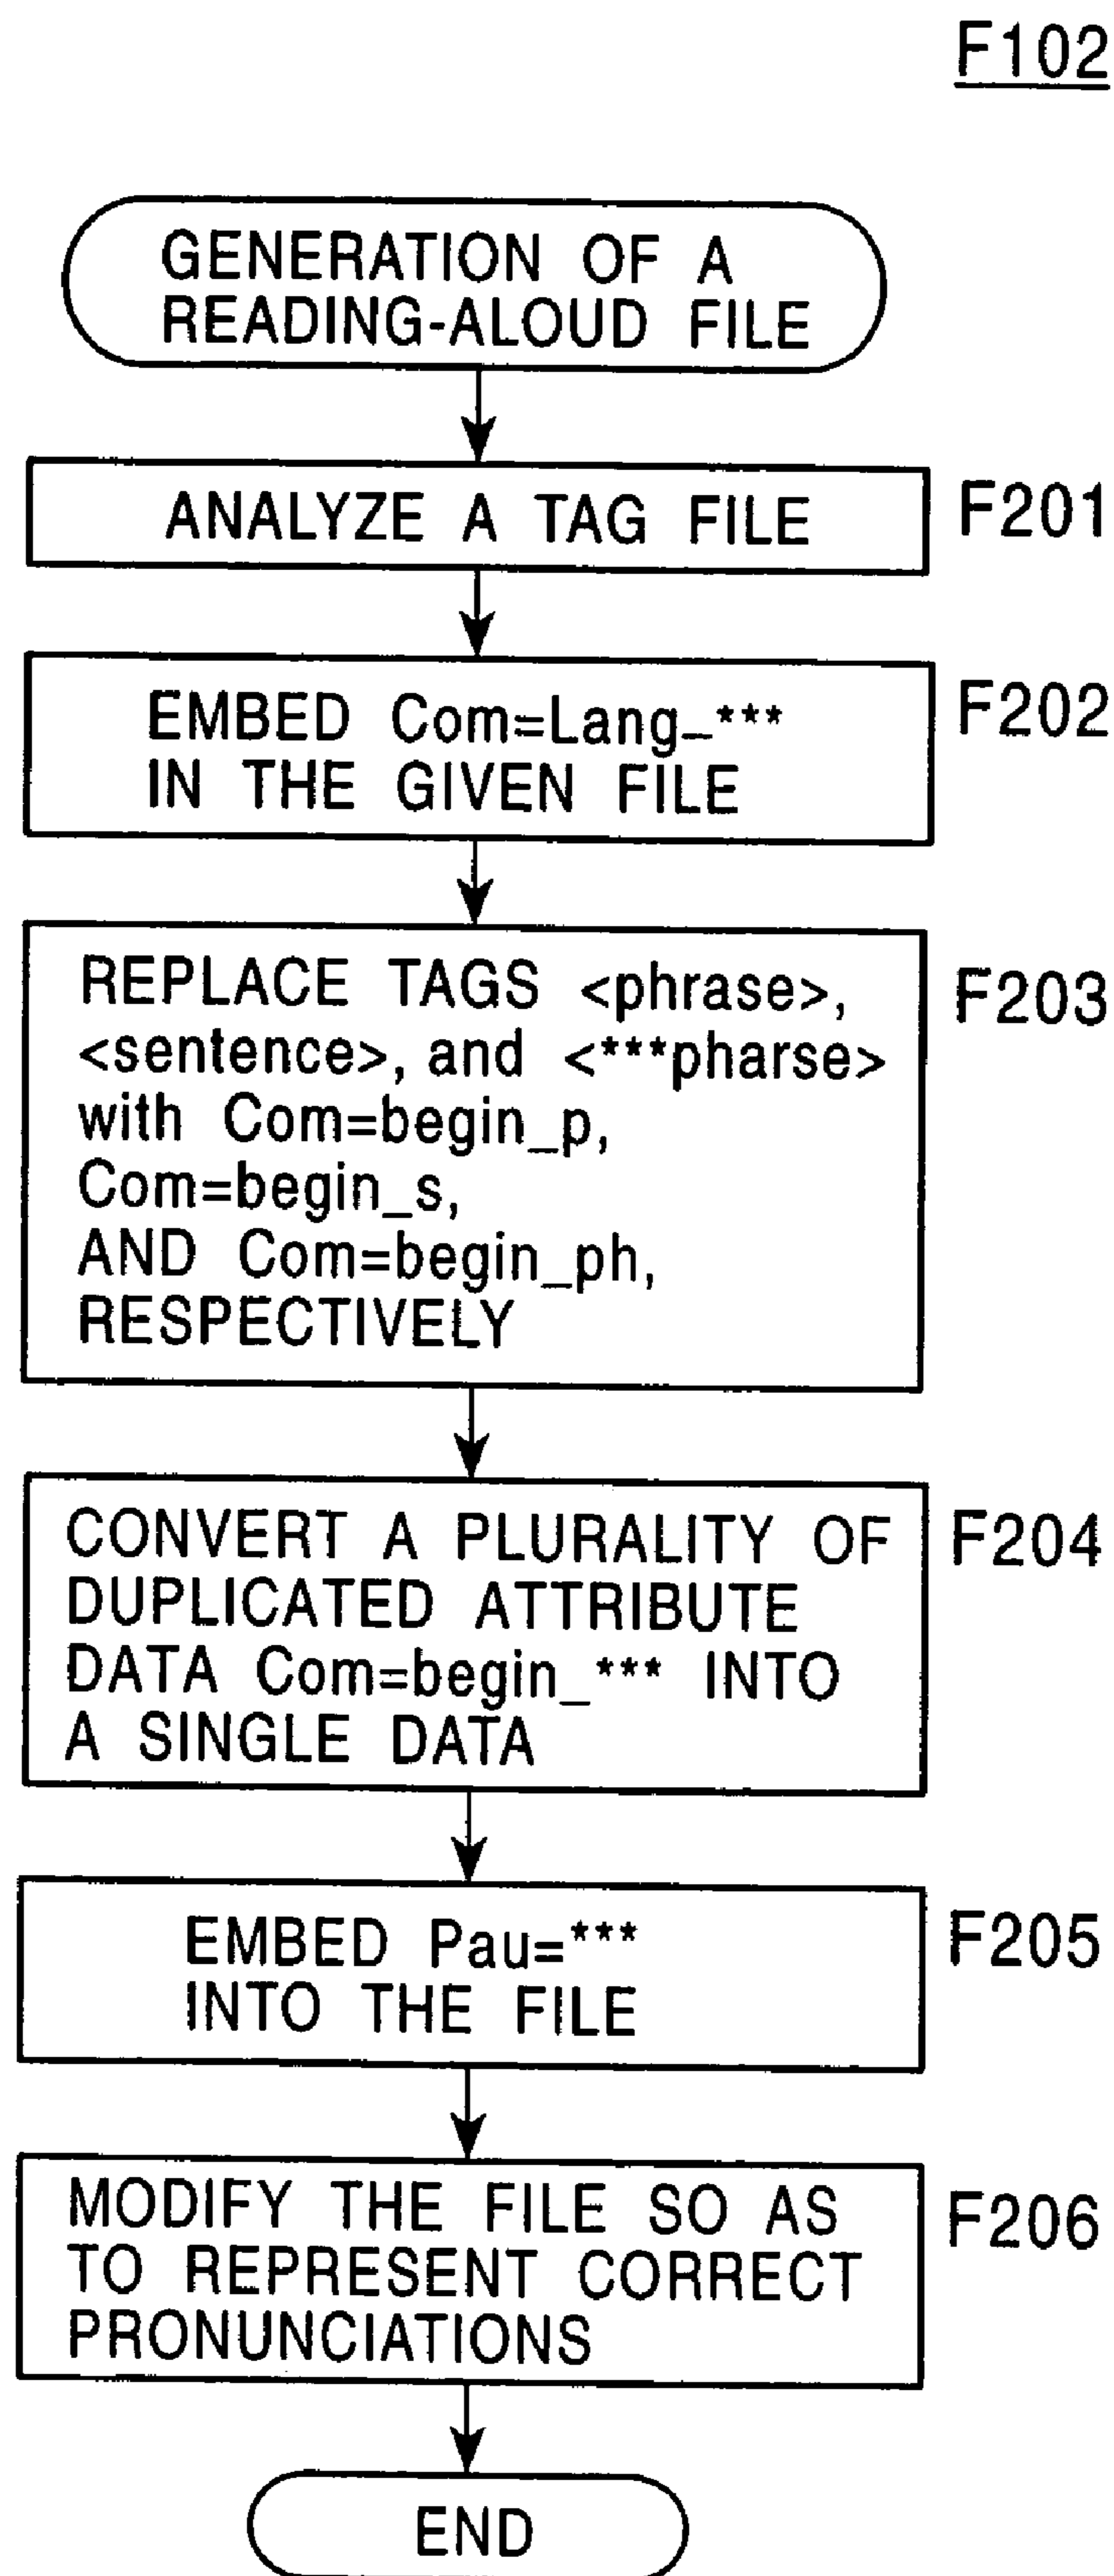 F102
GENERATION OF A
READING-ALOUD FILE
ANALYZE A TAG FILE
F201
EMBED Com=Lang_***
IN THE GIVEN FILE
F202
REPLACE TAGS <phrase>,
<sentence>, and <***pharse>
with Com=begin_p,
Com=begin_s,
AND Com=begin_ph,
RESPECTIVELY
F203
CONVERT A PLURALITY OF
DUPLICATED ATTRIBUTE
DATA Com=begin_*** INTO
A SINGLE DATA
F204
EMBED Pau=***
INTO THE FILE
F205
MODIFY THE FILE SO AS
TO REPRESENT CORRECT
PRONUNCIATIONS
F206
END